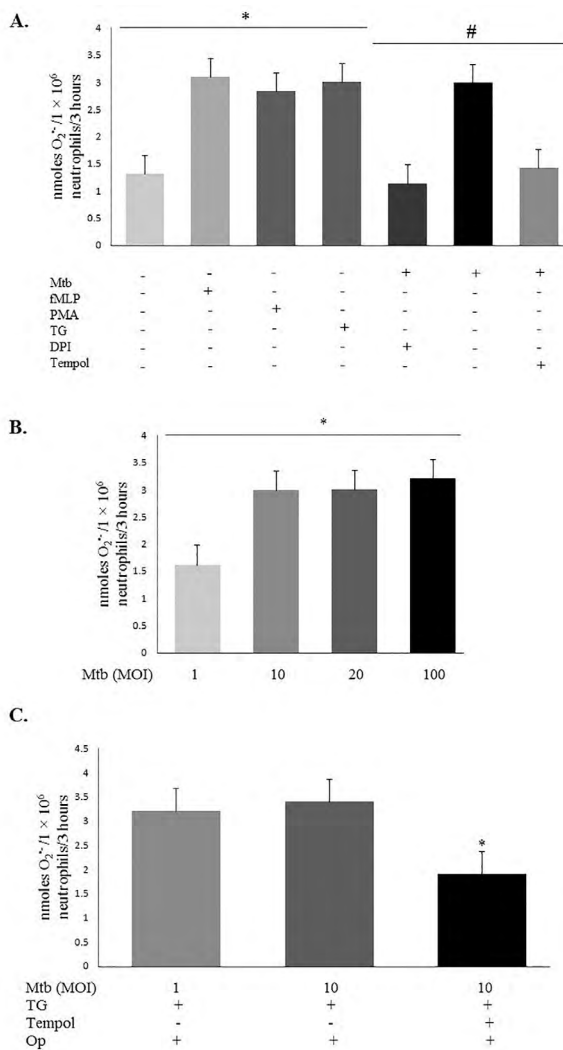 A.
*
#
nmoles O2•-/1 × 10^6
neutrophils/3 hours
4
3.5
3
2.5
2
1.5
1
0.5
0
- - - - + + +
Mtb
- + - - - - -
fMLP
- - + - - - -
PMA
- - - + - - -
TG
- - - - + - -
DPI
- - - - - - +
Tempol
B.
*
nmoles O2•-/1 × 10^6
neutrophils/3 hours
4
3.5
3
2.5
2
1.5
1
0.5
0
Mtb (MOI) 1 10 20 100
C.
nmoles O2•-/1 × 10^6
neutrophils/3 hours
4.5
4
3.5
3
2.5
2
1.5
1
0.5
0
*
Mtb (MOI) 1 10 10
TG + + +
Tempol - - +
Op + + +